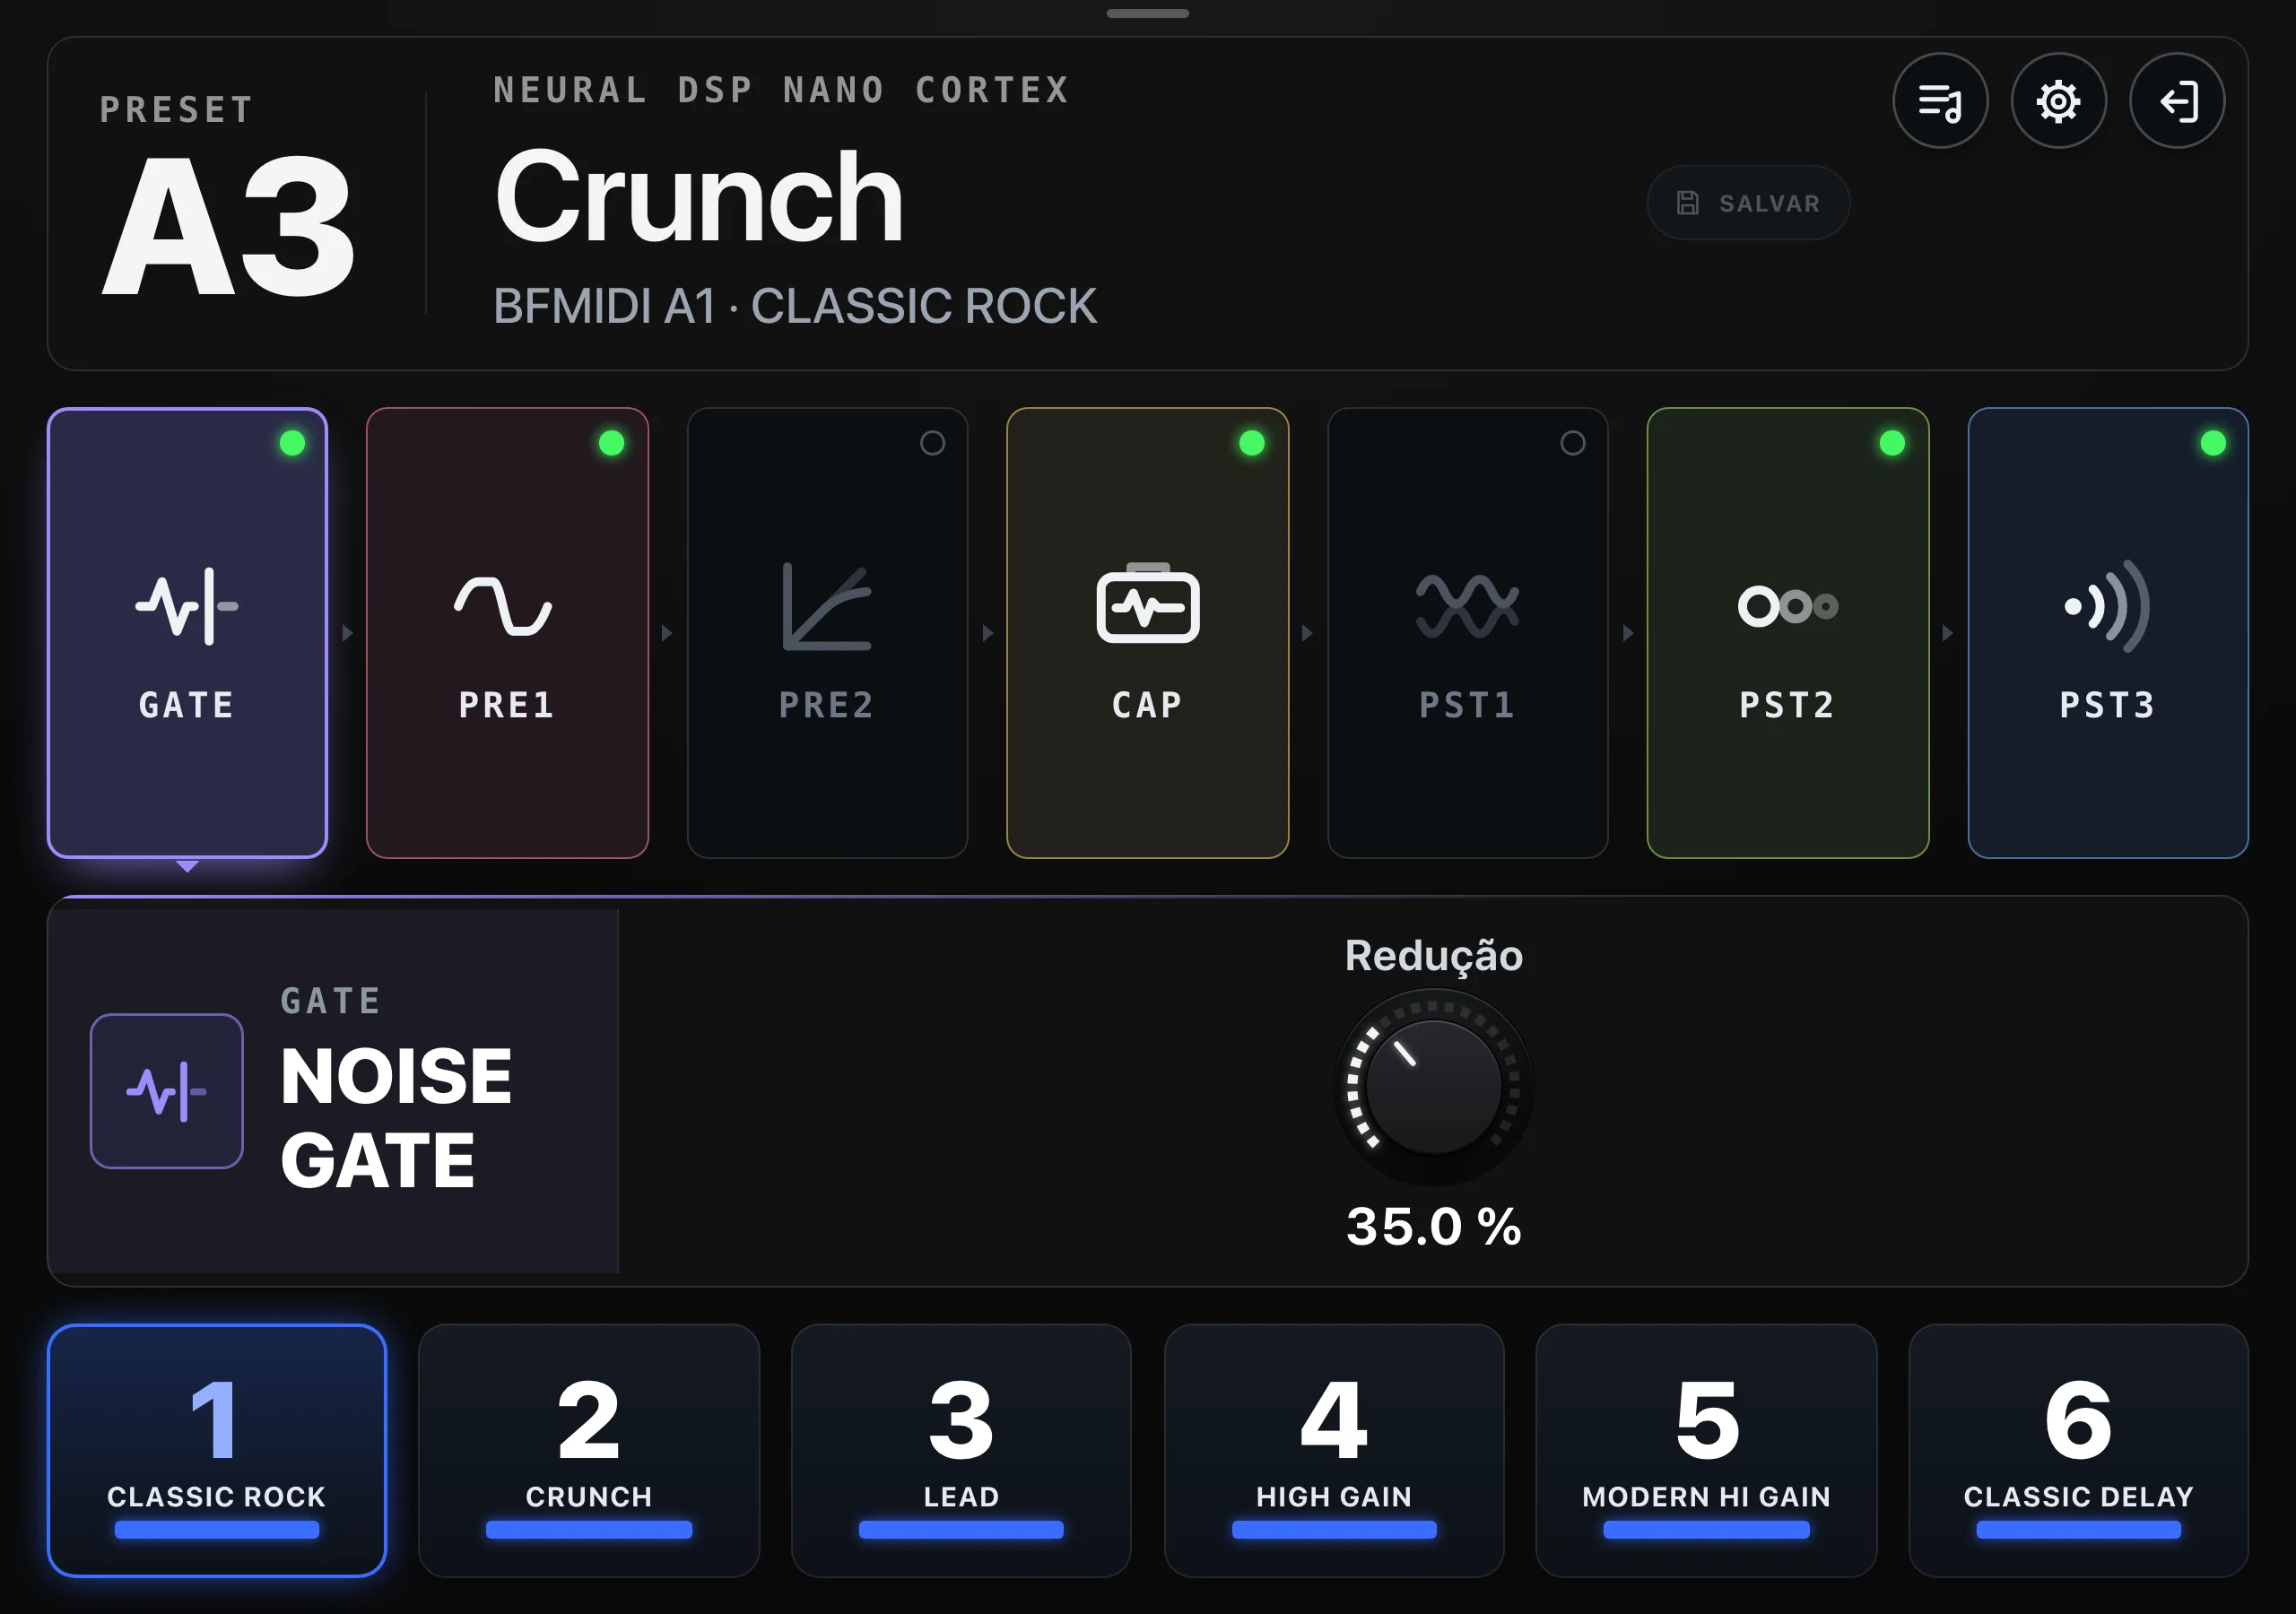 PRESET
A3
NEURAL DSP NANO CORTEX
Crunch
BFMIDI A1 · CLASSIC ROCK
SALVAR
GATE
PRE1
PRE2
CAP
PST1
PST2
PST3
GATE
NOISE
GATE
Redução
35.0 %
1
CLASSIC ROCK
2
CRUNCH
3
LEAD
4
HIGH GAIN
5
MODERN HI GAIN
6
CLASSIC DELAY